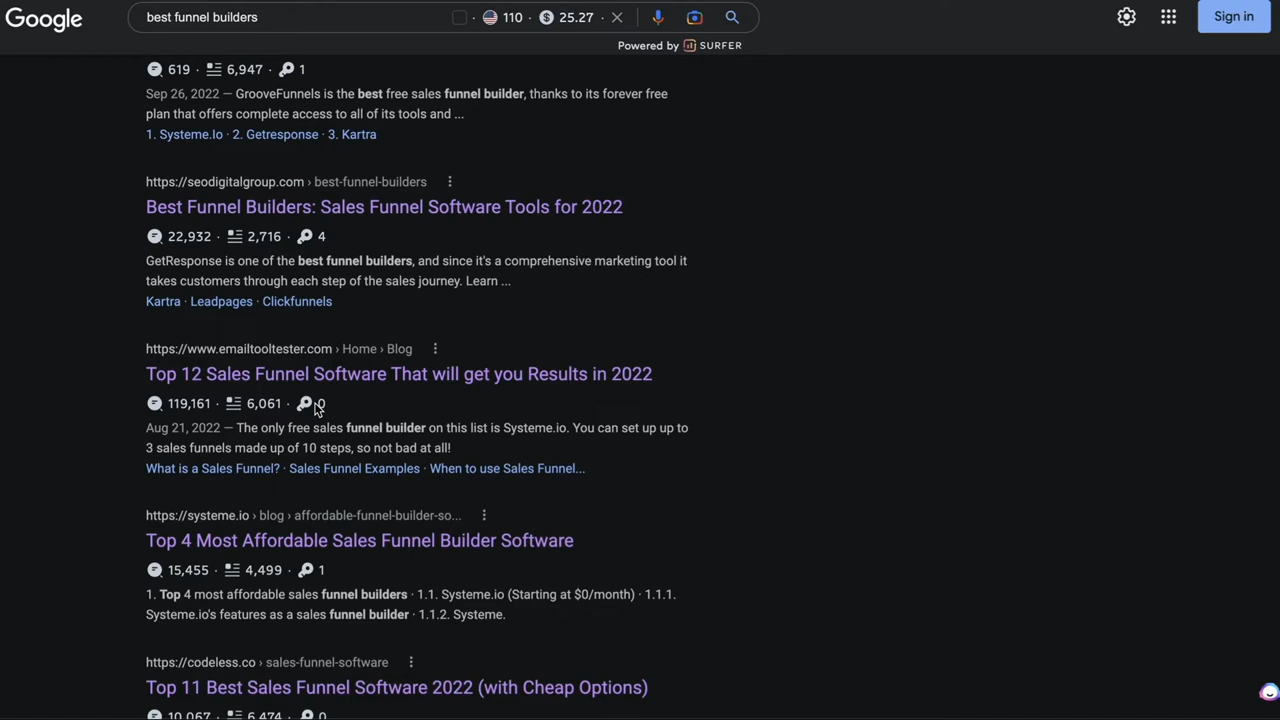 Google
best funnel builders · 110 · $ 25.27 ·
Sign in
Powered by SURFER
619 · 6,947 · 1
Sep 26, 2022 — GrooveFunnels is the best free sales funnel builder, thanks to its forever free
plan that offers complete access to all of its tools and ...
1. Systeme.Io · 2. Getresponse · 3. Kartra
https://seodigitalgroup.com › best-funnel-builders
Best Funnel Builders: Sales Funnel Software Tools for 2022
22,932 · 2,716 · 4
GetResponse is one of the best funnel builders, and since it's a comprehensive marketing tool it
takes customers through each step of the sales journey. Learn ...
Kartra · Leadpages · Clickfunnels
https://www.emailtooltester.com › Home › Blog
Top 12 Sales Funnel Software That will get you Results in 2022
119,161 · 6,061 · 0
Aug 21, 2022 — The only free sales funnel builder on this list is Systeme.io. You can set up up to
3 sales funnels made up of 10 steps, so not bad at all!
What is a Sales Funnel? · Sales Funnel Examples · When to use Sales Funnel...
https://systeme.io › blog › affordable-funnel-builder-so...
Top 4 Most Affordable Sales Funnel Builder Software
15,455 · 4,499 · 1
1. Top 4 most affordable sales funnel builders · 1.1. Systeme.io (Starting at $0/month) · 1.1.1.
Systeme.io's features as a sales funnel builder · 1.1.2. Systeme.
https://codeless.co › sales-funnel-software
Top 11 Best Sales Funnel Software 2022 (with Cheap Options)
10,067 · 6,474 · 0